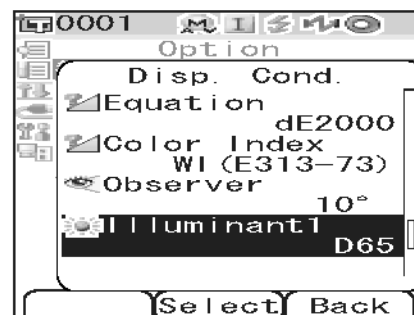 0001 M I
Option
Disp. Cond.
Equation
dE2000
Color Index
WI(E313-73)
Observer
10°
Illuminant1
D65
Select Back